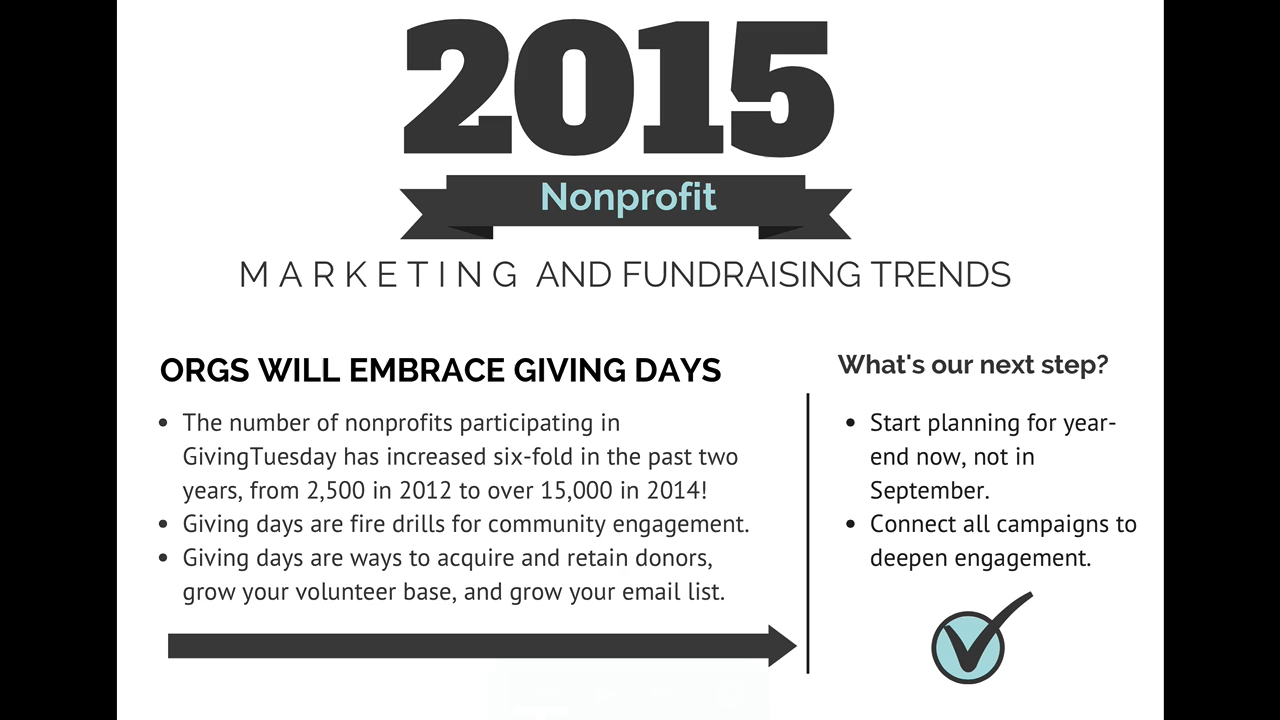 2015
Nonprofit
MARKETING AND FUNDRAISING TRENDS
ORGS WILL EMBRACE GIVING DAYS
• The number of nonprofits participating in
GivingTuesday has increased six-fold in the past two
years, from 2,500 in 2012 to over 15,000 in 2014!
• Giving days are fire drills for community engagement.
• Giving days are ways to acquire and retain donors,
grow your volunteer base, and grow your email list.
What's our next step?
• Start planning for year-
end now, not in
September.
• Connect all campaigns to
deepen engagement.